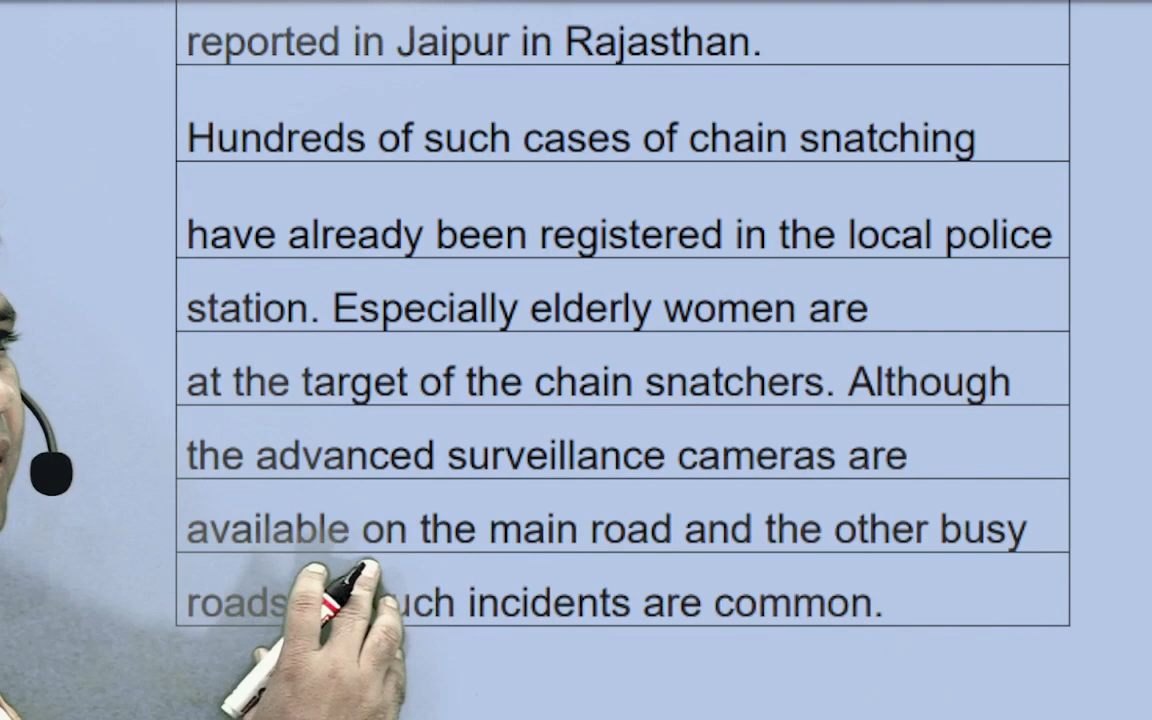 reported in Jaipur in Rajasthan.
Hundreds of such cases of chain snatching
have already been registered in the local police
station. Especially elderly women are
at the target of the chain snatchers. Although
the advanced surveillance cameras are
available on the main road and the other busy
roads incidents are common.